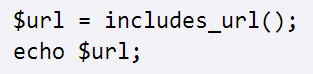 $url = includes_url();
echo $url;